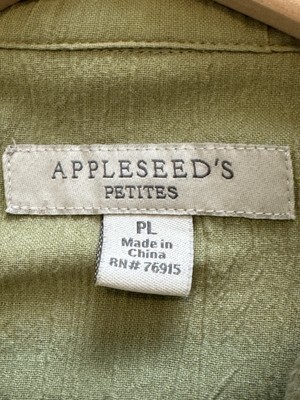 APPLESEED'S
PETITES
PL
Made in
China
RN# 76915